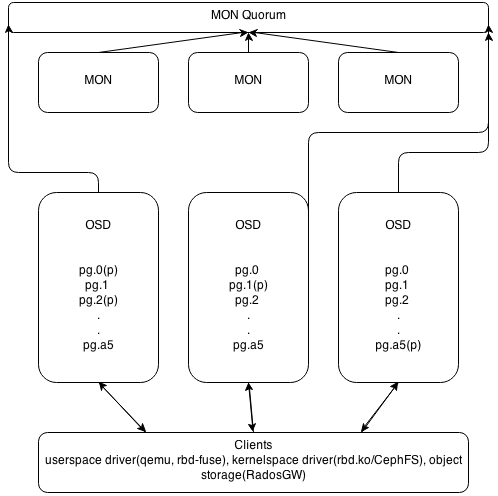 MON Quorum
MON
MON
MON
OSD
pg.0(p)
pg.1
pg.2(p)
.
.
pg.a5
OSD
pg.0
pg.1(p)
pg.2
.
.
pg.a5
OSD
pg.0
pg.1
pg.2
.
.
pg.a5(p)
Clients
userspace driver(qemu, rbd-fuse), kernelspace driver(rbd.ko/CephFS), object
storage(RadosGW)